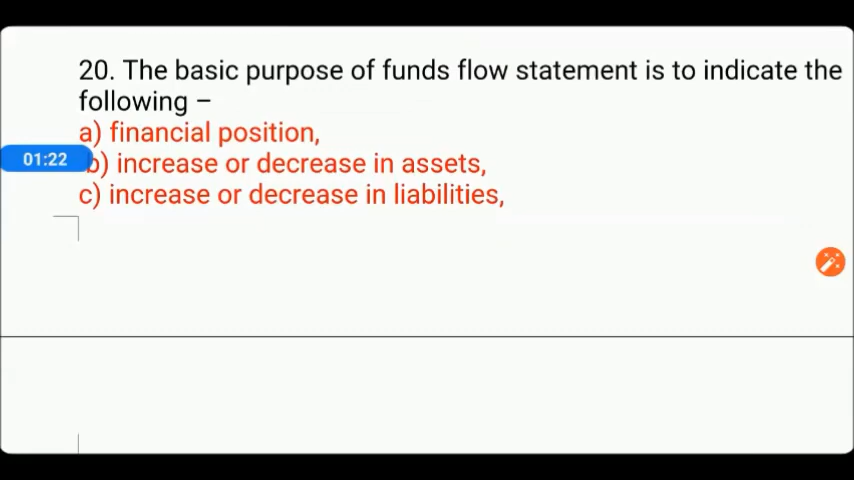 20. The basic purpose of funds flow statement is to indicate the
following –
a) financial position,
01:22
b) increase or decrease in assets,
c) increase or decrease in liabilities,